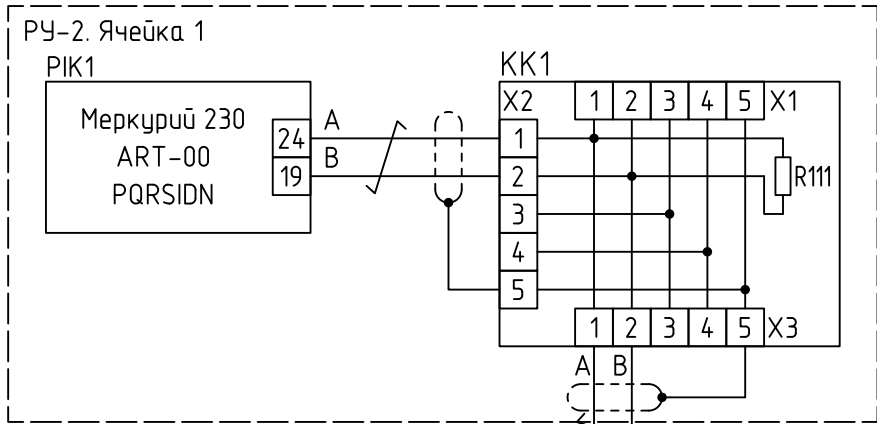 РУ-2. Ячейка 1
PIK1
KK1
Меркурий 230
ART-00
PQRSIDN
24
19
A
B
X2
1
2
3
4
5
1 2 3 4 5
X1
R111
1 2 3 4 5
X3
A B